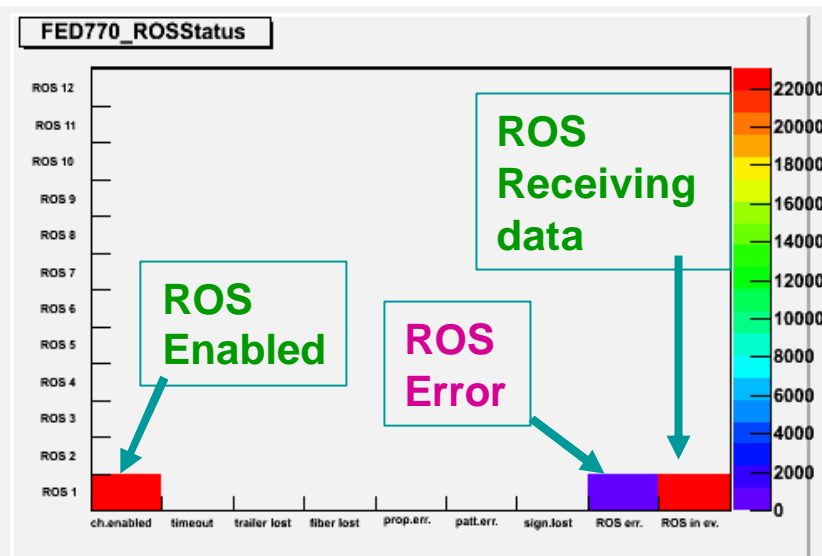 FED770_ROSStatus
ROS 12
ROS 11
ROS 10
ROS 9
ROS 8
ROS 7
ROS 6
ROS 5
ROS 4
ROS 3
ROS 2
ROS 1
ROS
Receiving
data
ROS
Enabled
ROS
Error
22000
20000
18000
16000
14000
12000
10000
8000
6000
4000
2000
0
ch.enabled timeout trailer lost fiber lost prop.err. patt.err. sign.lost ROS err. ROS in ev.